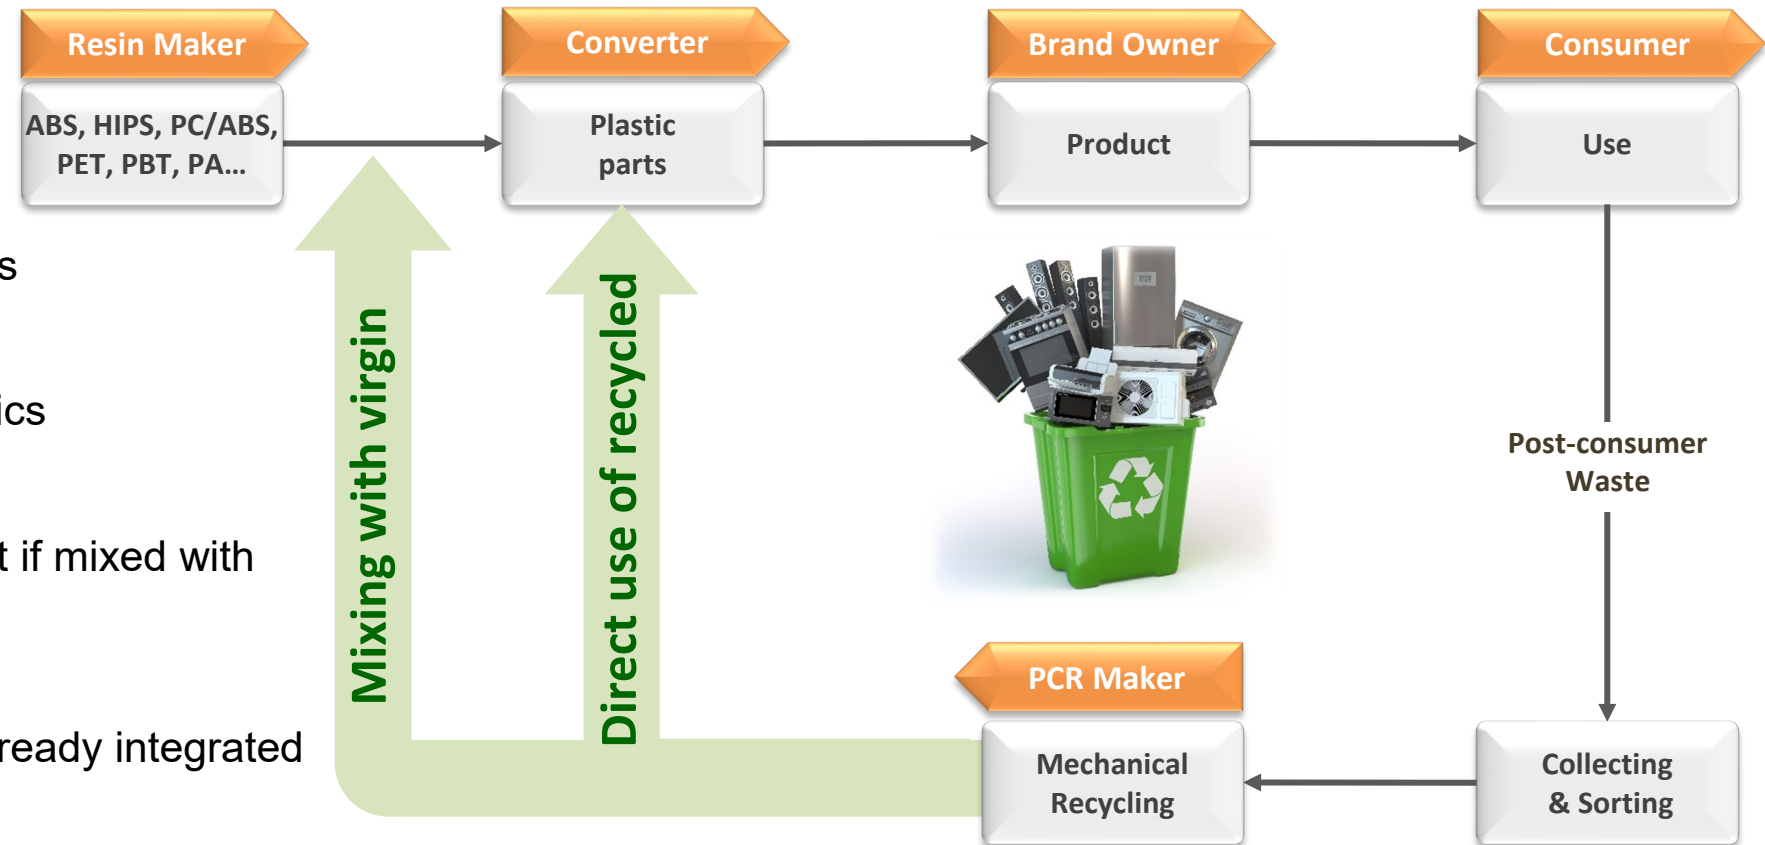 Resin Maker
Converter
Brand Owner
Consumer
ABS, HIPS, PC/ABS,
PET, PBT, PA...
Plastic
parts
Product
Use
s
ics
t if mixed with
ready integrated
Mixing with virgin
Direct use of recycled
Post-consumer
Waste
PCR Maker
Mechanical
Recycling
Collecting
& Sorting